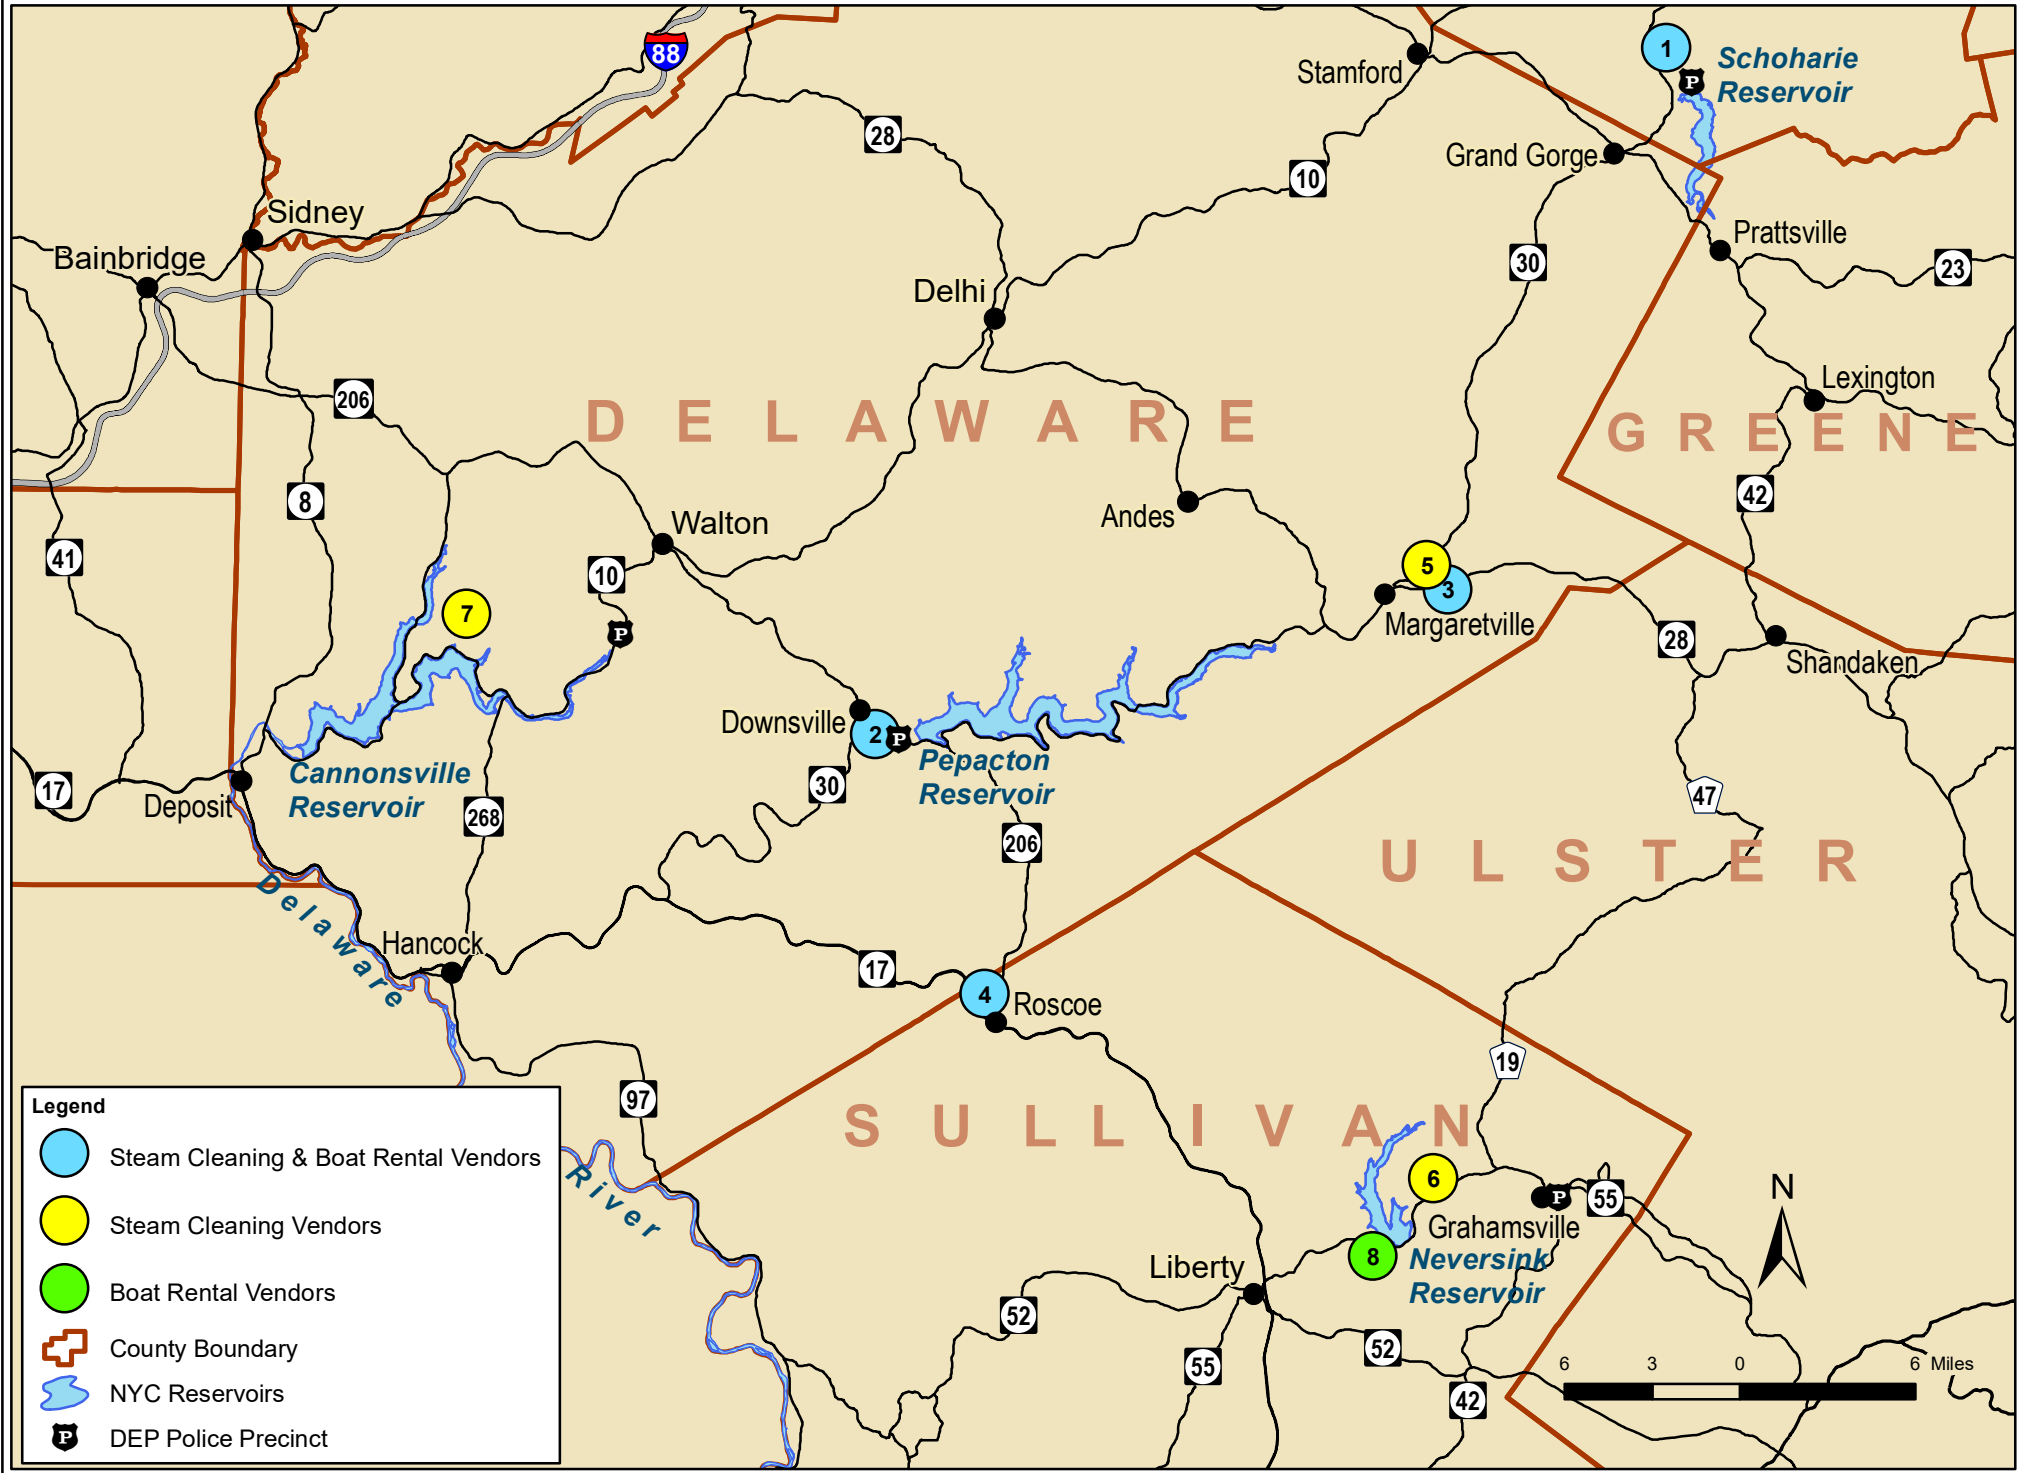 88
1
Schoharie
Reservoir
P
Stamford
28
Grand Gorge
10
Sidney
Prattsville
Bainbridge
30
23
Delhi
Lexington
206
D E L A W A R E
G R E E N E
8
42
Andes
Walton
41
5
3
10
7
Margaretville
P
28
Shandaken
Downsville
2
P
Pepacton
Reservoir
Cannonsville
Reservoir
30
17
Deposit
47
268
206
U L S T E R
Delaware
Hancock
17
4
Roscoe
19
97
S U L L I V A N
River
6
P
55
Grahamsville
8
Neversink
Reservoir
Liberty
N
52
52
55
42
6 3 0 6 Miles
Legend
Steam Cleaning & Boat Rental Vendors
Steam Cleaning Vendors
Boat Rental Vendors
County Boundary
NYC Reservoirs
P
DEP Police Precinct